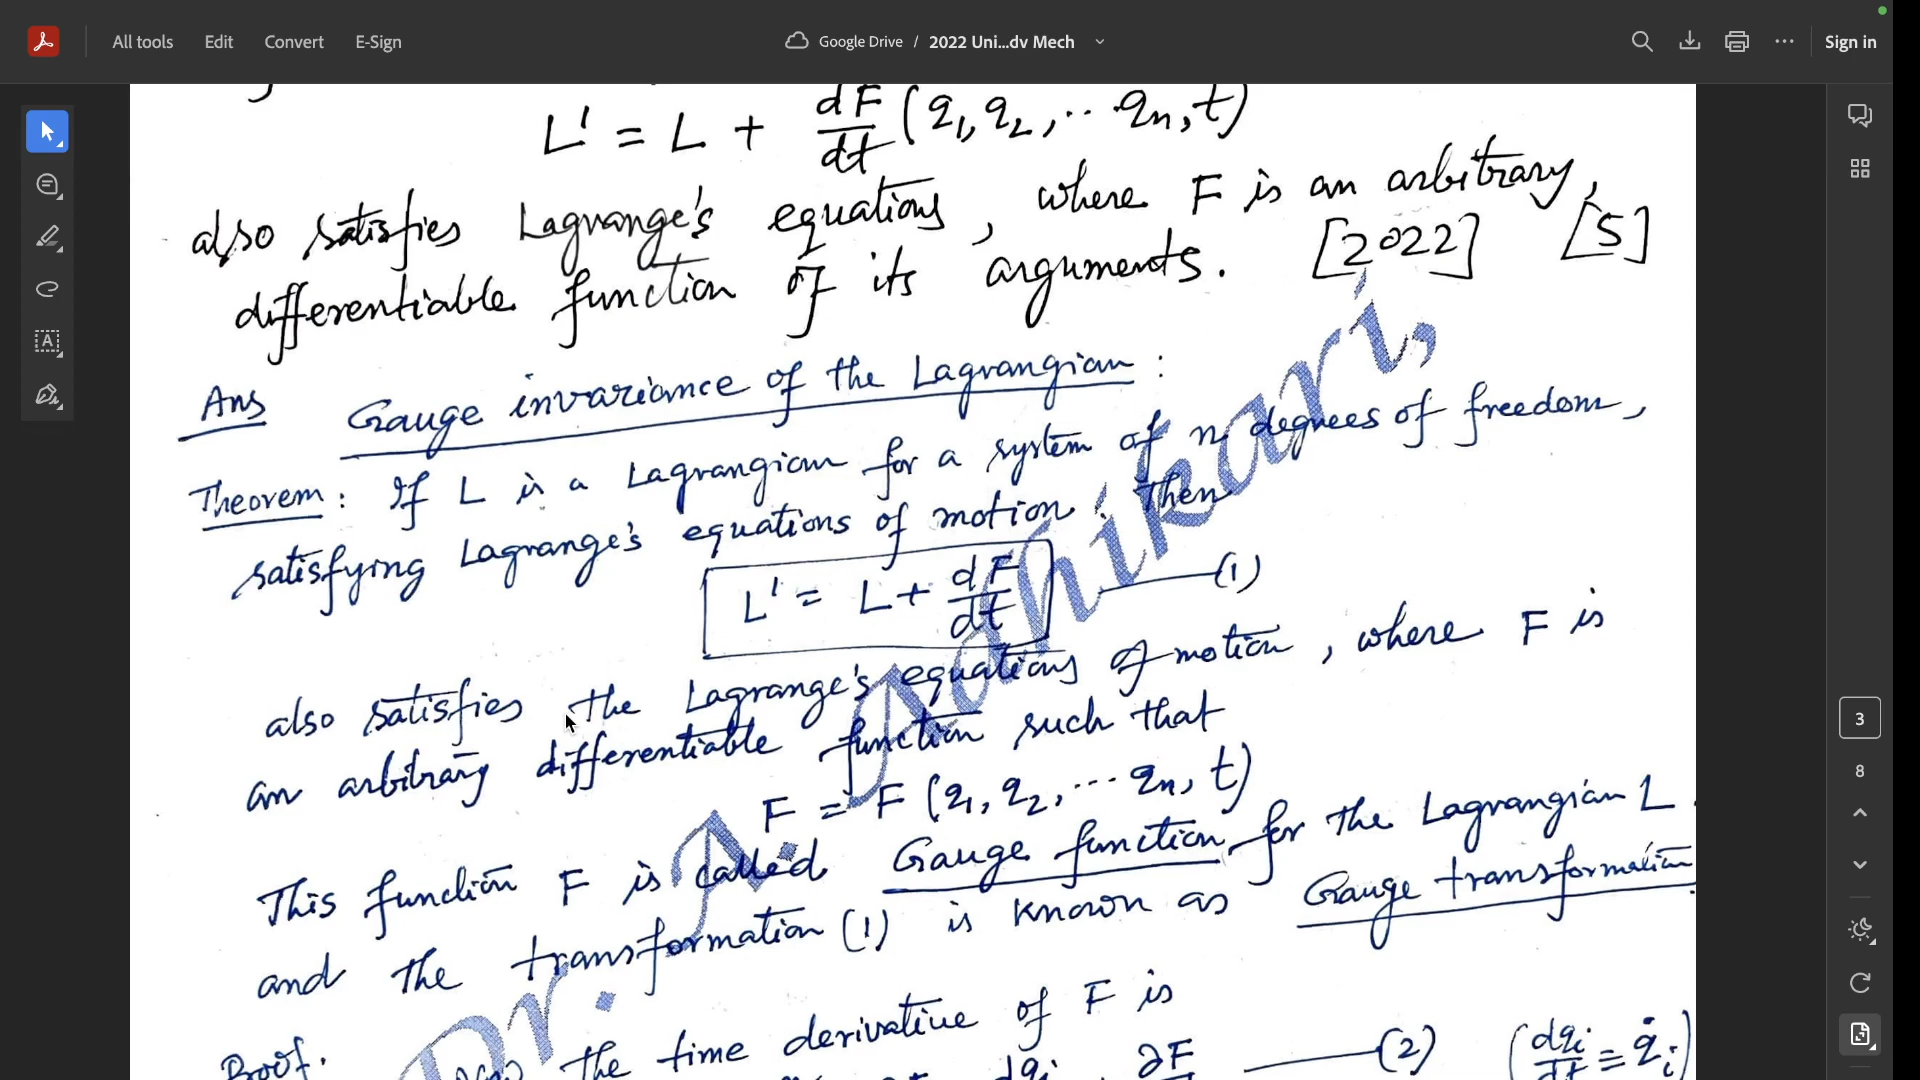 All tools Edit Convert E-Sign Google Drive / 2022 Uni...dv Mech Sign in
L' = L + dF/dt (q1, q2, ... qn, t)
also satisfies Lagrange's equations, where F is an arbitrary,
differentiable function of its arguments. [2022] [5]
Ans Gauge invariance of the Lagrangian :
Theorem : If L is a Lagrangian for a system of n degrees of freedom,
satisfying Lagrange's equations of motion, then
L' = L + dF/dt (1)
also satisfies the Lagrange's equations of motion, where F is
an arbitrary differentiable function such that
F = F (q1, q2, ... qn, t)
This function F is called Gauge function for the Lagrangian L
and the transformation (1) is known as Gauge transformation.
Proof. the time derivative of F is
dqi ∂F (2) (dqi/dt = q̇i)
Dr. A. Adhikari,
3
8